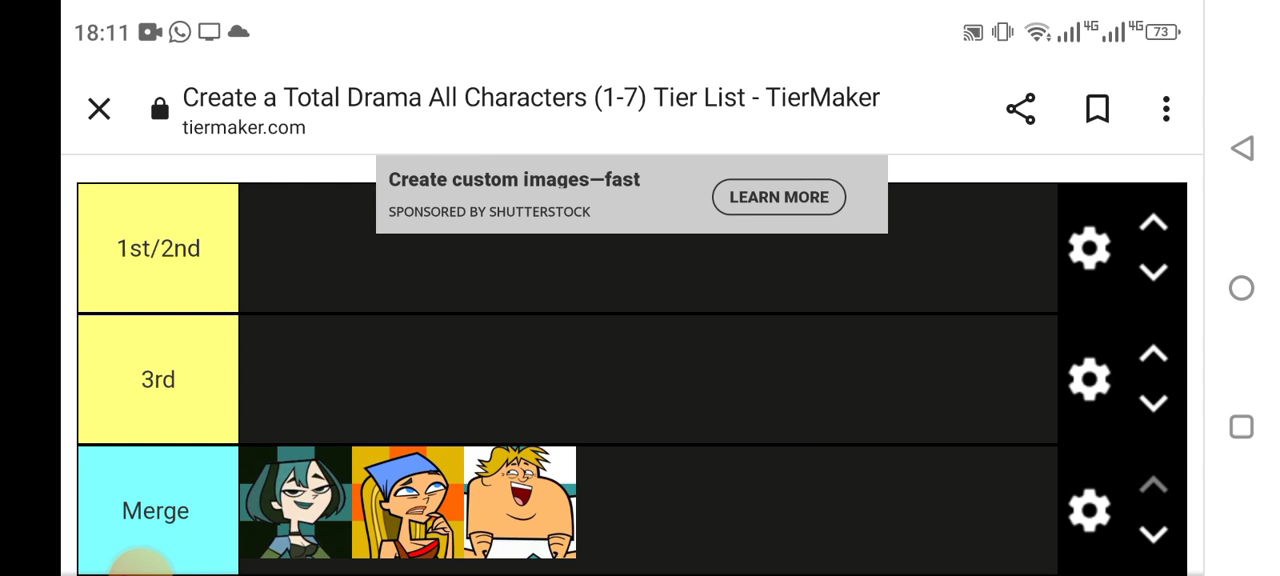 18:11 4G 4G 73
Create a Total Drama All Characters (1-7) Tier List - TierMaker
tiermaker.com
Create custom images—fast
SPONSORED BY SHUTTERSTOCK
LEARN MORE
1st/2nd
3rd
Merge